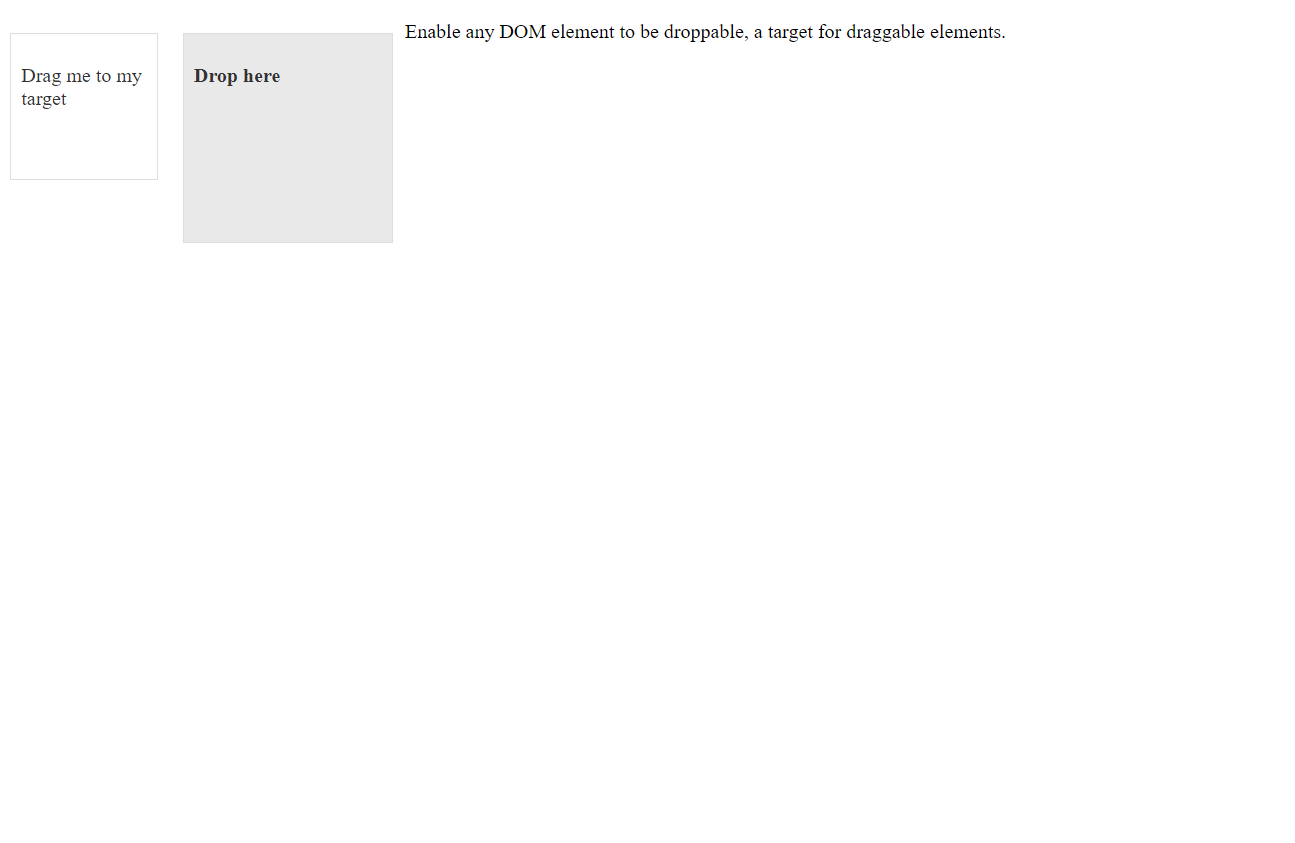 Drag me to my
target
Drop here
Enable any DOM element to be droppable, a target for draggable elements.